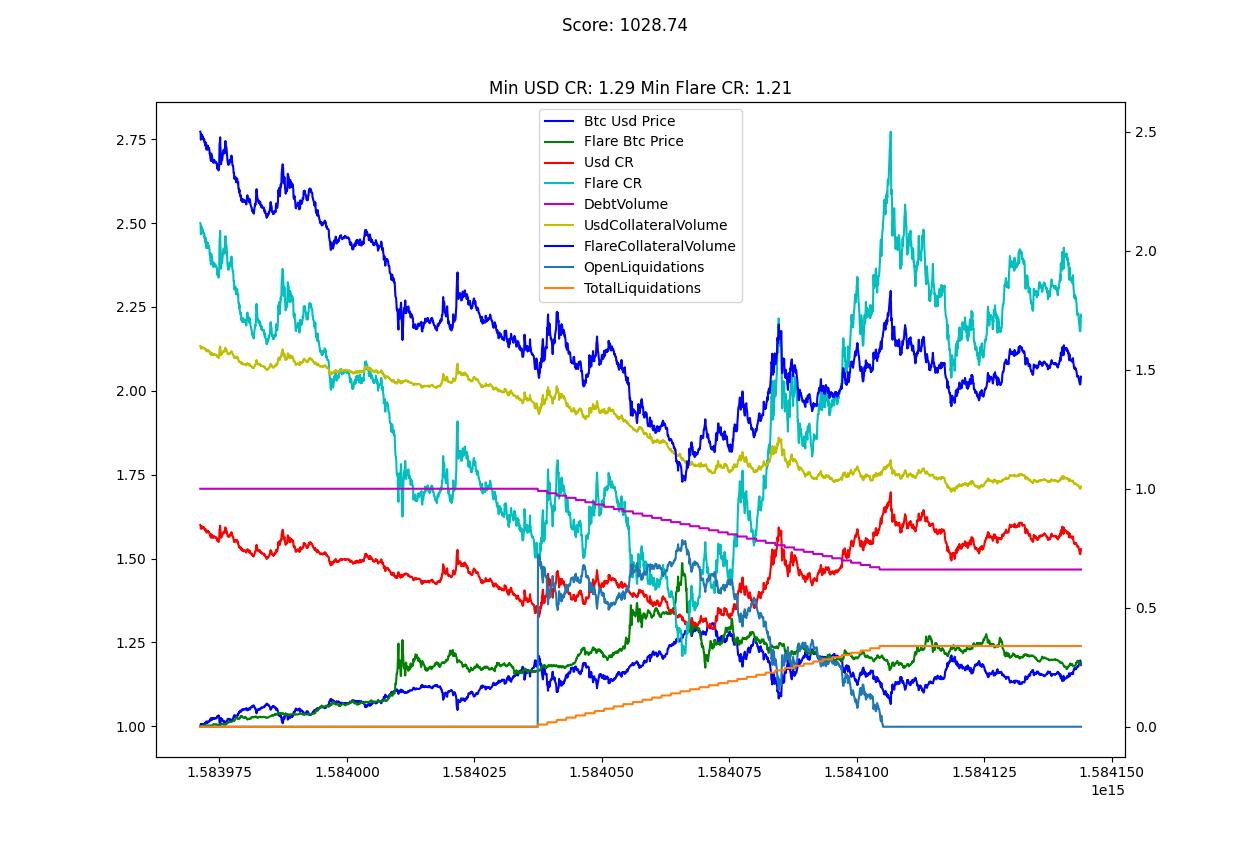 Score: 1028.74
Min USD CR: 1.29 Min Flare CR: 1.21
Btc Usd Price
Flare Btc Price
Usd CR
Flare CR
DebtVolume
UsdCollateralVolume
FlareCollateralVolume
OpenLiquidations
TotalLiquidations
2.75
2.50
2.25
2.00
1.75
1.50
1.25
1.00
2.5
2.0
1.5
1.0
0.5
0.0
1.583975 1.584000 1.584025 1.584050 1.584075 1.584100 1.584125 1.584150
1e15